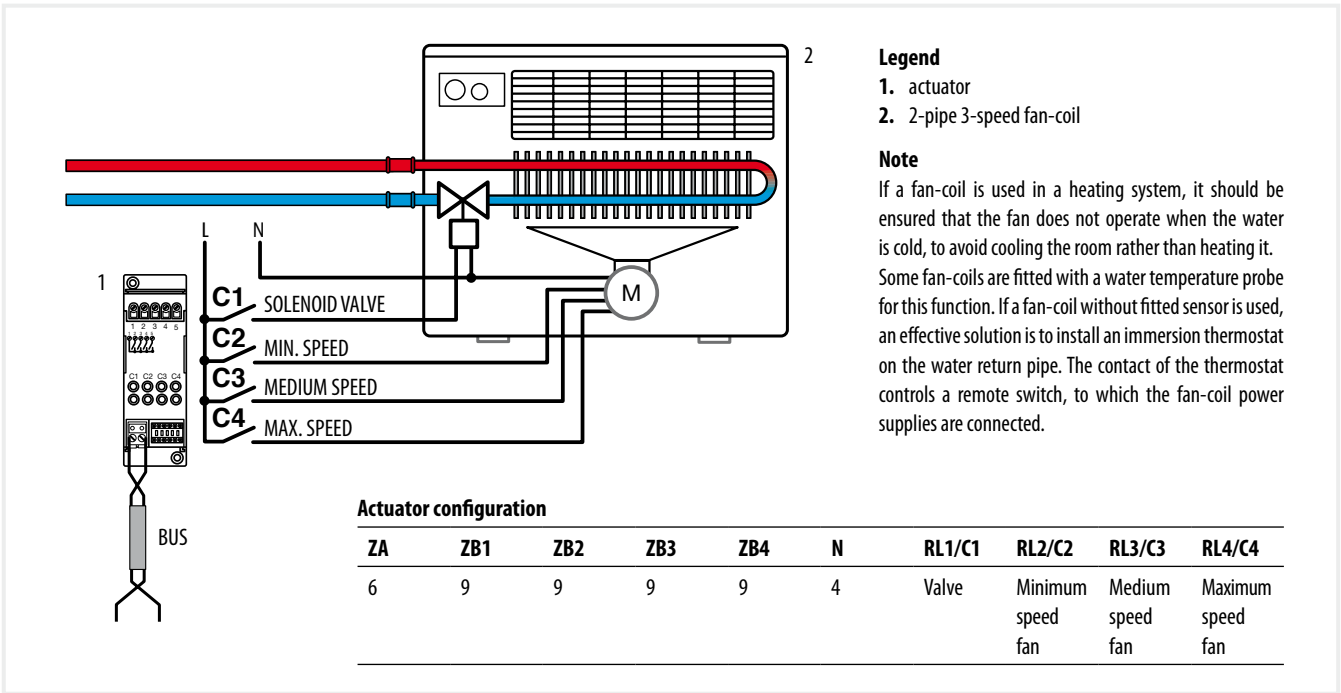 2
L
N
1
1 2 3 4 5
C1 C2 C3 C4
C1
SOLENOID VALVE
C2
MIN. SPEED
C3
MEDIUM SPEED
C4
MAX. SPEED
M
BUS
Legend
1. actuator
2. 2-pipe 3-speed fan-coil
Note
If a fan-coil is used in a heating system, it should be
ensured that the fan does not operate when the water
is cold, to avoid cooling the room rather than heating it.
Some fan-coils are fitted with a water temperature probe
for this function. If a fan-coil without fitted sensor is used,
an effective solution is to install an immersion thermostat
on the water return pipe. The contact of the thermostat
controls a remote switch, to which the fan-coil power
supplies are connected.
Actuator configuration
ZA ZB1 ZB2 ZB3 ZB4 N RL1/C1 RL2/C2 RL3/C3 RL4/C4
6 9 9 9 9 4 Valve Minimum Medium Maximum
speed speed speed
fan fan fan